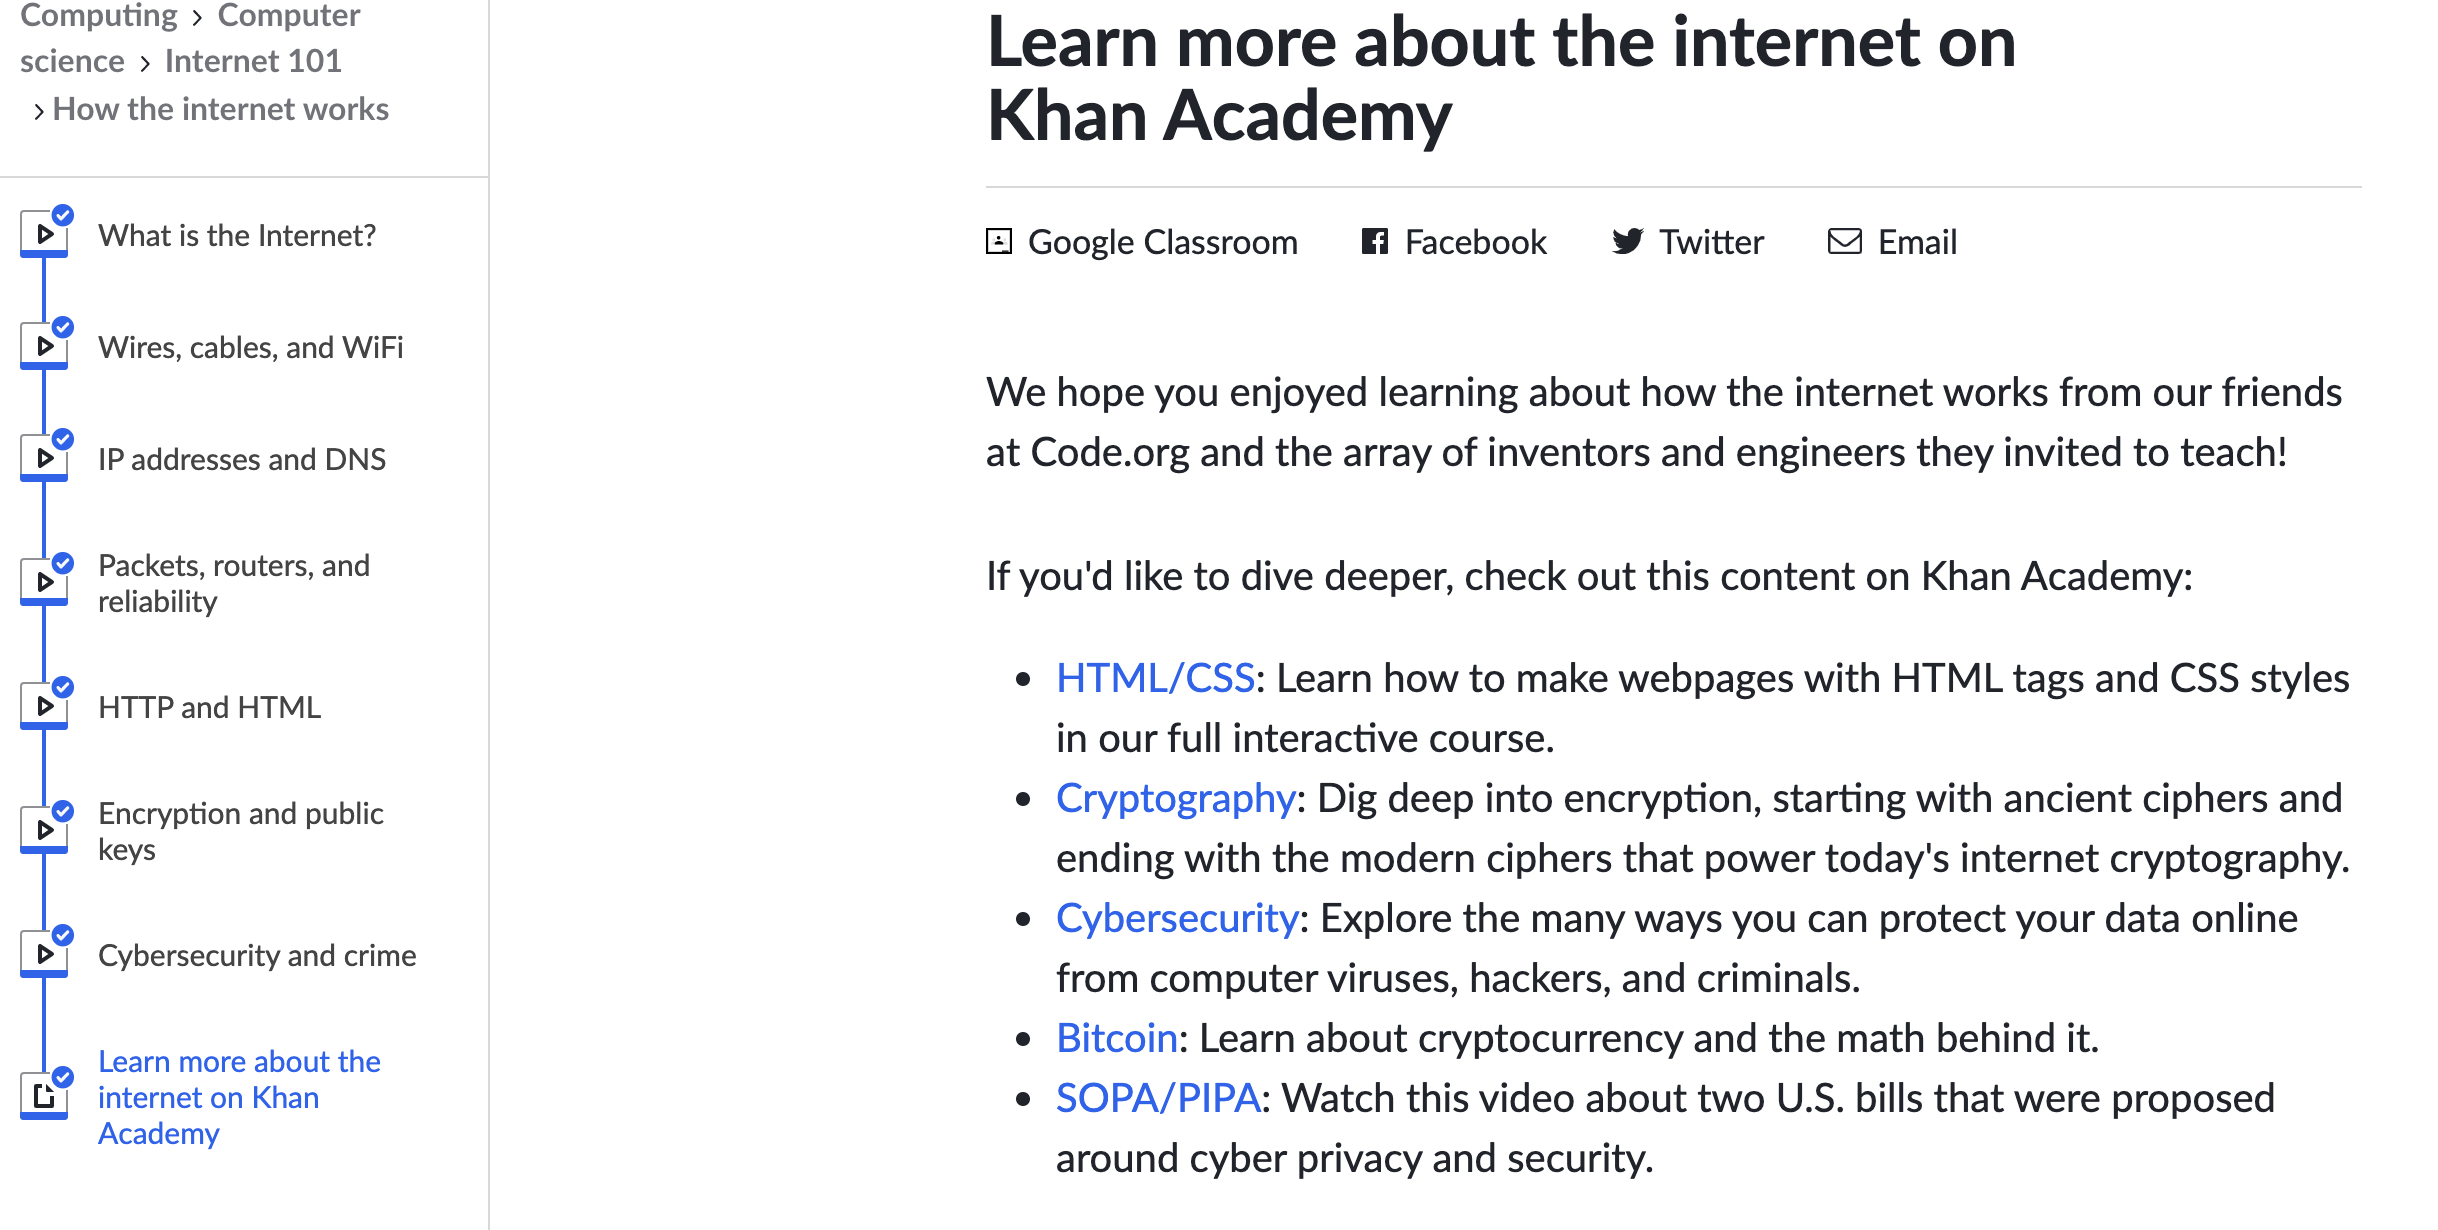 Computing > Computer
science > Internet 101
> How the internet works
What is the Internet?
Wires, cables, and WiFi
IP addresses and DNS
Packets, routers, and
reliability
HTTP and HTML
Encryption and public
keys
Cybersecurity and crime
Learn more about the
internet on Khan
Academy
Learn more about the internet on
Khan Academy
Google Classroom Facebook Twitter Email
We hope you enjoyed learning about how the internet works from our friends
at Code.org and the array of inventors and engineers they invited to teach!
If you'd like to dive deeper, check out this content on Khan Academy:
• HTML/CSS: Learn how to make webpages with HTML tags and CSS styles
in our full interactive course.
• Cryptography: Dig deep into encryption, starting with ancient ciphers and
ending with the modern ciphers that power today's internet cryptography.
• Cybersecurity: Explore the many ways you can protect your data online
from computer viruses, hackers, and criminals.
• Bitcoin: Learn about cryptocurrency and the math behind it.
• SOPA/PIPA: Watch this video about two U.S. bills that were proposed
around cyber privacy and security.